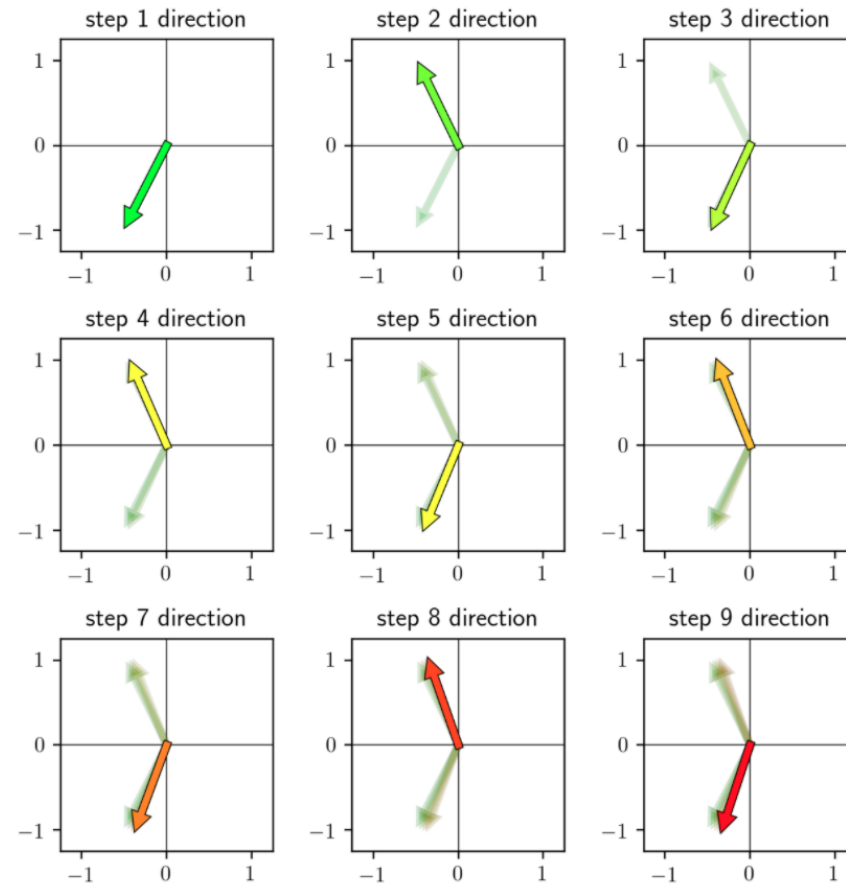 step 1 direction step 2 direction step 3 direction
1 1 1
0 0 0
−1 −1 −1
−1 0 1 −1 0 1 −1 0 1
step 4 direction step 5 direction step 6 direction
1 1 1
0 0 0
−1 −1 −1
−1 0 1 −1 0 1 −1 0 1
step 7 direction step 8 direction step 9 direction
1 1 1
0 0 0
−1 −1 −1
−1 0 1 −1 0 1 −1 0 1